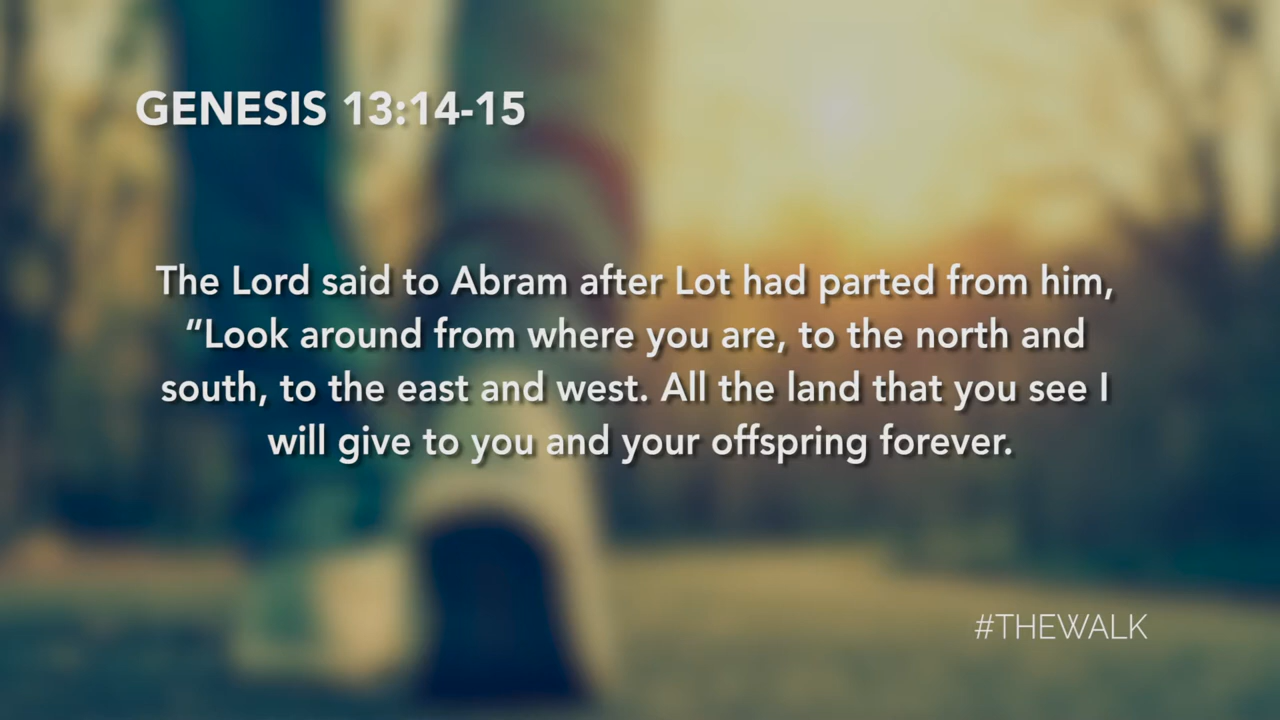 GENESIS 13:14-15
The Lord said to Abram after Lot had parted from him,
“Look around from where you are, to the north and
south, to the east and west. All the land that you see I
will give to you and your offspring forever.
#THEWALK